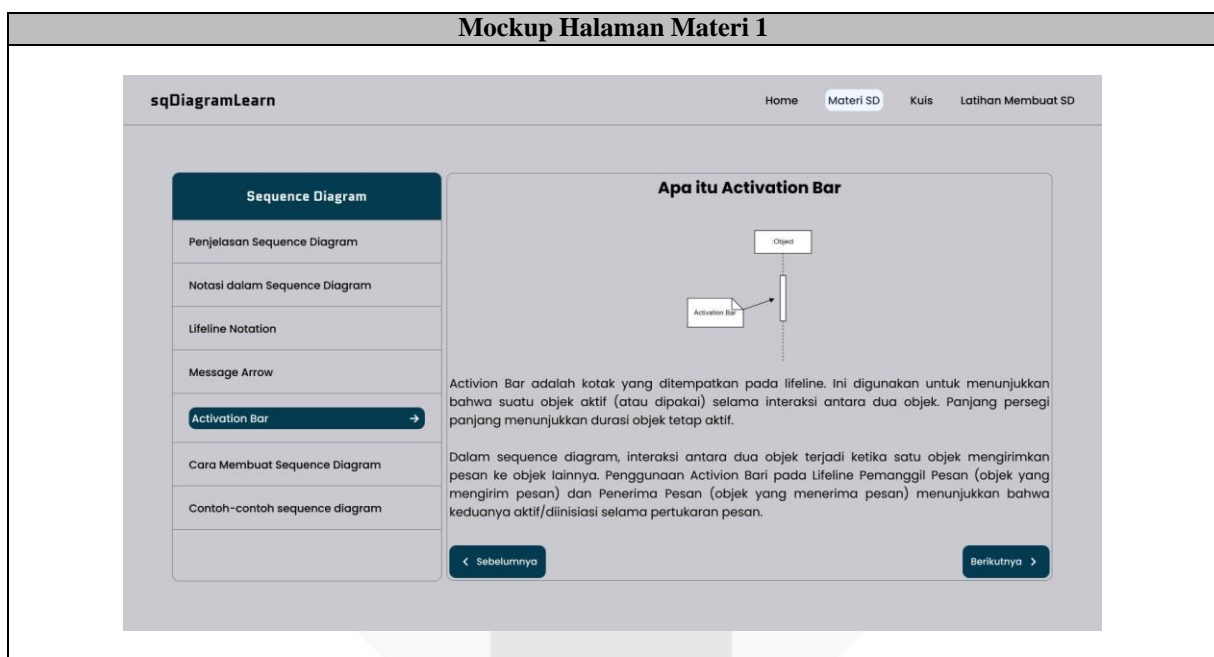 Mockup Halaman Materi 1
sqDiagramLearn
Home
Materi SD
Kuis
Latihan Membuat SD
Sequence Diagram
Penjelasan Sequence Diagram
Notasi dalam Sequence Diagram
Lifeline Notation
Message Arrow
Activation Bar
Cara Membuat Sequence Diagram
Contoh-contoh sequence diagram
Apa itu Activation Bar
:Object
Activation Bar
Activion Bar adalah kotak yang ditempatkan pada lifeline. Ini digunakan untuk menunjukkan
bahwa suatu objek aktif (atau dipakai) selama interaksi antara dua objek. Panjang persegi
panjang menunjukkan durasi objek tetap aktif.
Dalam sequence diagram, interaksi antara dua objek terjadi ketika satu objek mengirimkan
pesan ke objek lainnya. Penggunaan Activion Bari pada Lifeline Pemanggil Pesan (objek yang
mengirim pesan) dan Penerima Pesan (objek yang menerima pesan) menunjukkan bahwa
keduanya aktif/diinisiasi selama pertukaran pesan.
Sebelumnya
Berikutnya